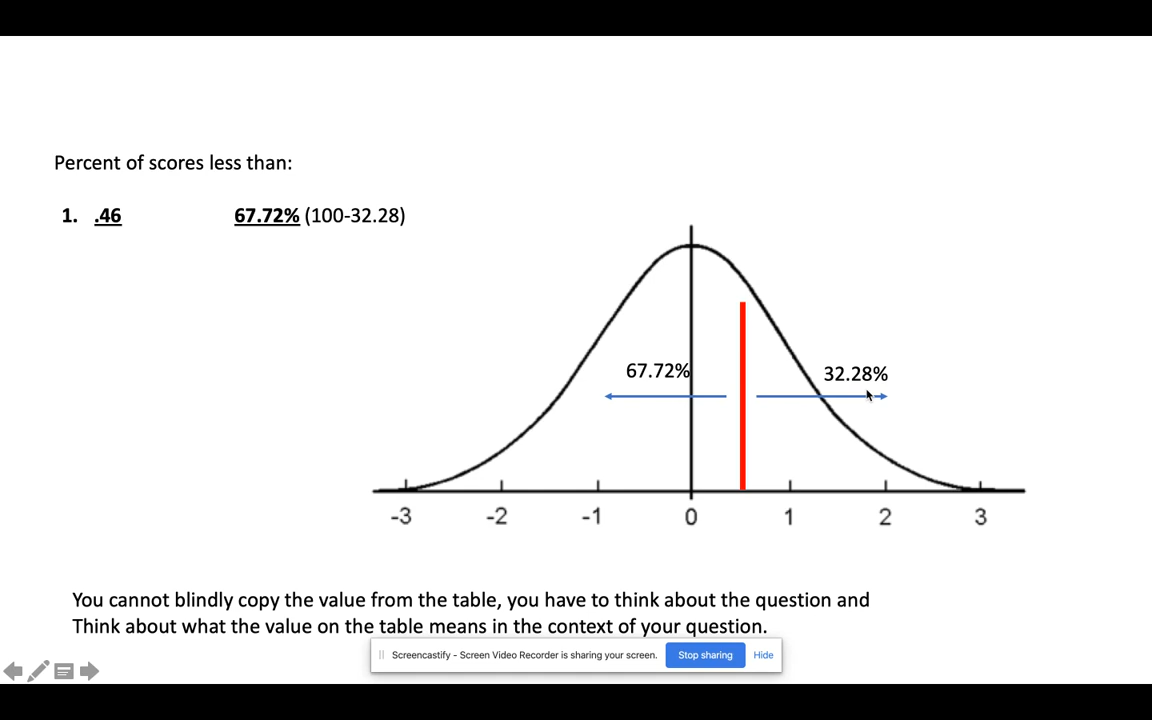 Percent of scores less than:
1. .46 67.72% (100-32.28)
67.72%
32.28%
-3 -2 -1 0 1 2 3
You cannot blindly copy the value from the table, you have to think about the question and
Think about what the value on the table means in the context of your question.
Screencastify - Screen Video Recorder is sharing your screen. Stop sharing Hide